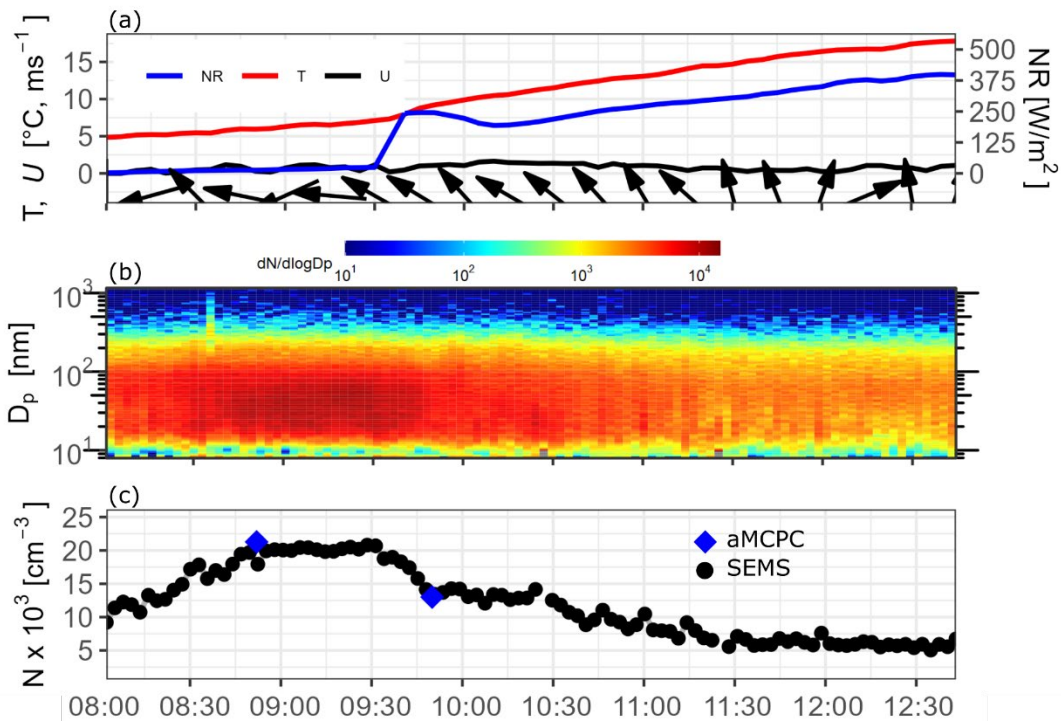 (a)
T, U [°C, ms⁻¹]
15
10
5
0
NR T U
500
375
250
125
0
NR [W/m²]
dN/dlogDp
10¹ 10² 10³ 10⁴
(b)
Dₚ [nm]
10³
10²
10¹
(c)
N x 10³ [cm⁻³]
25
20
15
10
5
aMCPC
SEMS
08:00 08:30 09:00 09:30 10:00 10:30 11:00 11:30 12:00 12:30